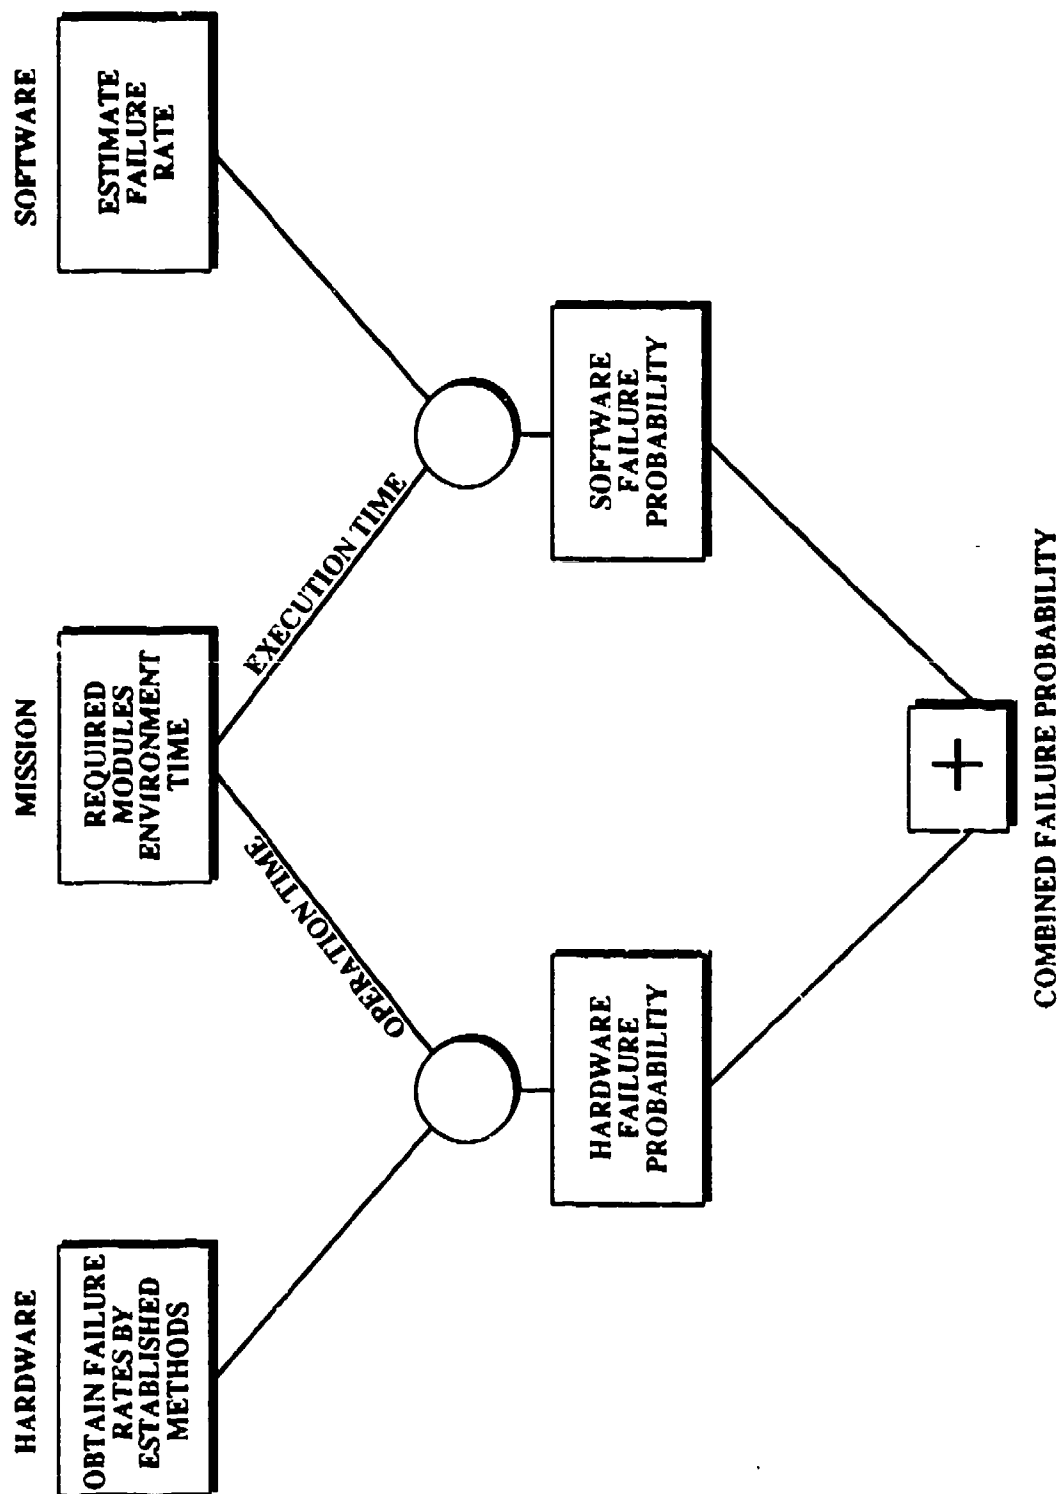 HARDWARE
MISSION
SOFTWARE
OBTAIN FAILURE
RATES BY
ESTABLISHED
METHODS
REQUIRED
MODULES
ENVIRONMENT
TIME
ESTIMATE
FAILURE
RATE
OPERATION TIME
EXECUTION TIME
HARDWARE
FAILURE
PROBABILITY
SOFTWARE
FAILURE
PROBABILITY
+
COMBINED FAILURE PROBABILITY